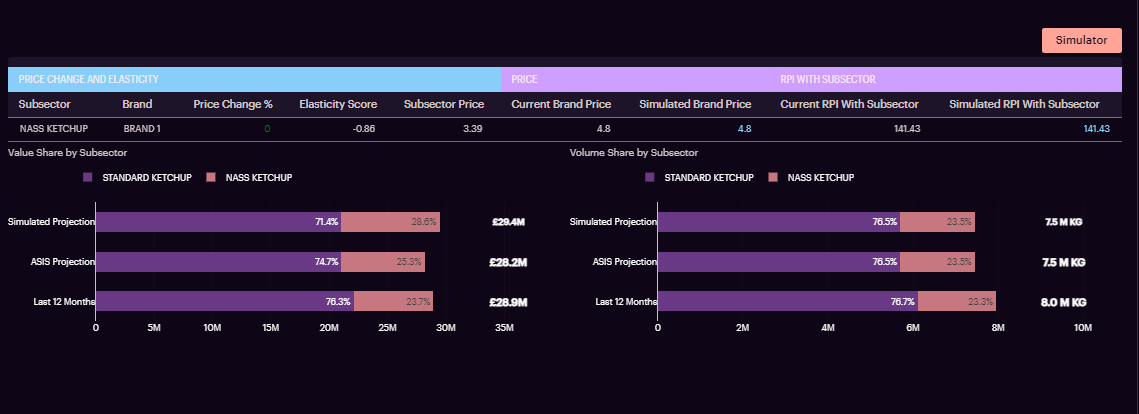 Simulator
PRICE CHANGE AND ELASTICITY PRICE RPI WITH SUBSECTOR
Subsector Brand Price Change % Elasticity Score Subsector Price Current Brand Price Simulated Brand Price Current RPI With Subsector Simulated RPI With Subsector
NASS KETCHUP BRAND 1 0 -0.86 3.39 4.8 4.8 141.43 141.43
Value Share by Subsector
STANDARD KETCHUP NASS KETCHUP
Simulated Projection 71.4% 28.6% £29.4M
ASIS Projection 74.7% 25.3% £28.2M
Last 12 Months 76.3% 23.7% £28.9M
0 5M 10M 15M 20M 25M 30M 35M
Volume Share by Subsector
STANDARD KETCHUP NASS KETCHUP
Simulated Projection 76.5% 23.5% 7.5 M KG
ASIS Projection 76.5% 23.5% 7.5 M KG
Last 12 Months 76.7% 23.3% 8.0 M KG
0 2M 4M 6M 8M 10M